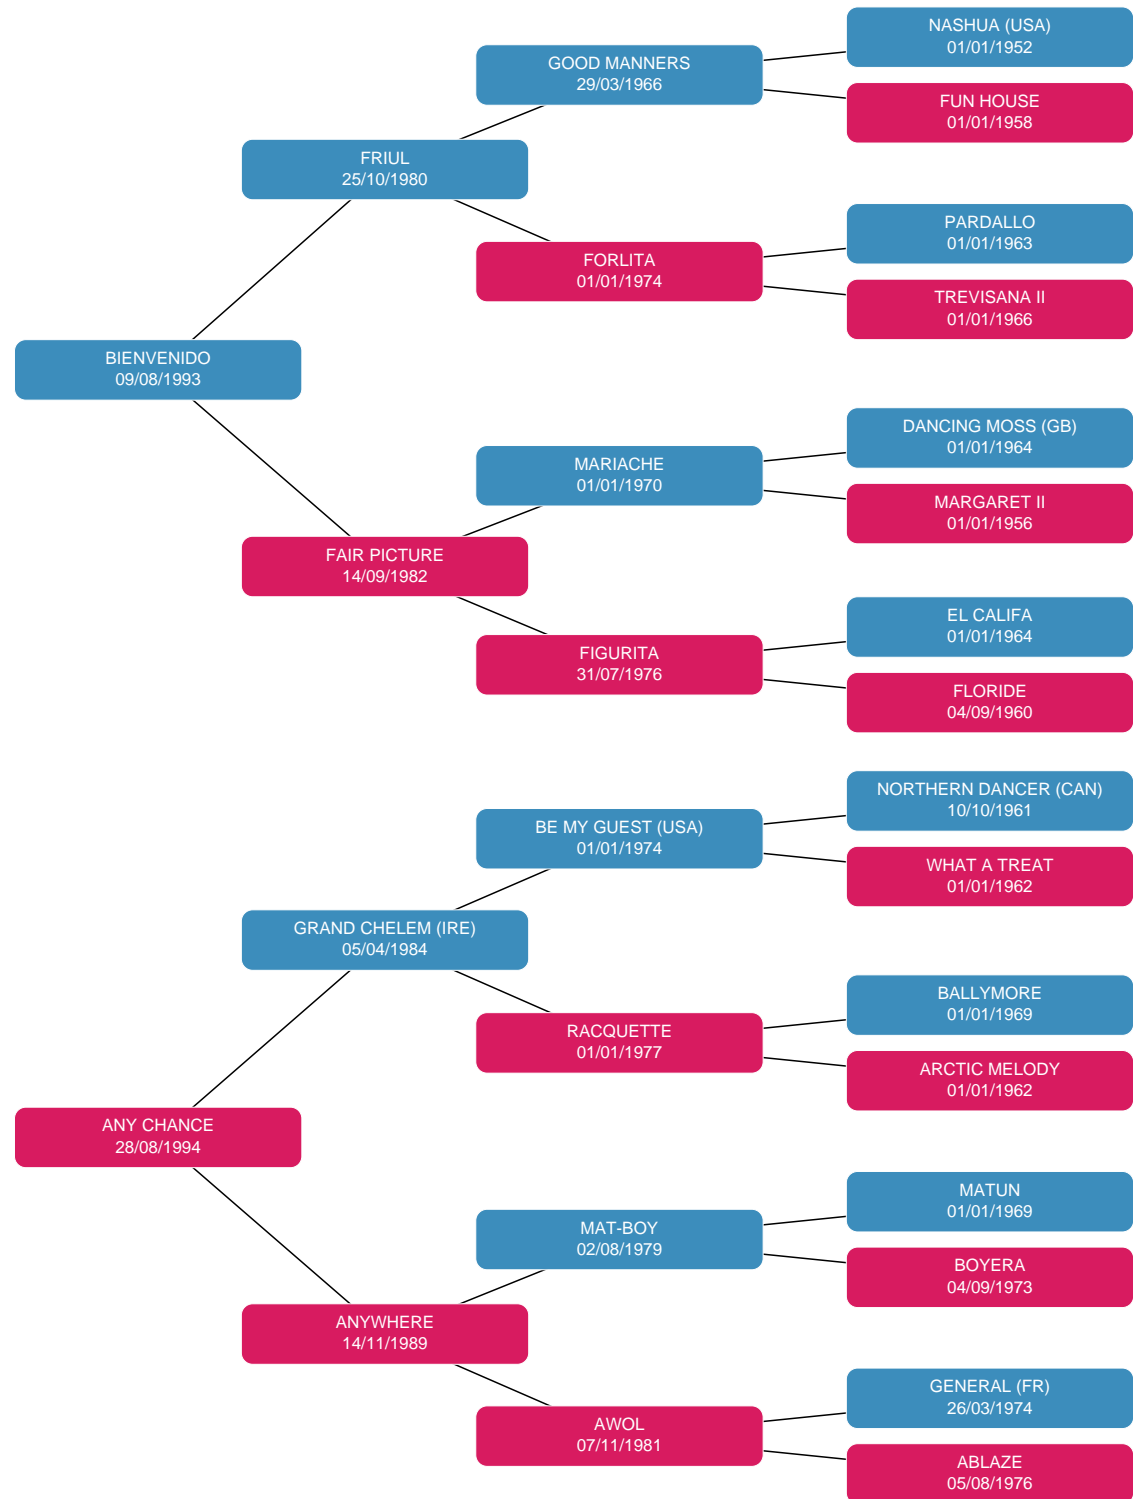 NASHUA (USA)
01/01/1952
GOOD MANNERS
29/03/1966
FUN HOUSE
01/01/1958
FRIUL
25/10/1980
PARDALLO
01/01/1963
FORLITA
01/01/1974
TREVISANA II
01/01/1966
BIENVENIDO
09/08/1993
DANCING MOSS (GB)
01/01/1964
MARIACHE
01/01/1970
MARGARET II
01/01/1956
FAIR PICTURE
14/09/1982
EL CALIFA
01/01/1964
FIGURITA
31/07/1976
FLORIDE
04/09/1960
NORTHERN DANCER (CAN)
10/10/1961
BE MY GUEST (USA)
01/01/1974
WHAT A TREAT
01/01/1962
GRAND CHELEM (IRE)
05/04/1984
BALLYMORE
01/01/1969
RACQUETTE
01/01/1977
ARCTIC MELODY
01/01/1962
ANY CHANCE
28/08/1994
MATUN
01/01/1969
MAT-BOY
02/08/1979
BOYERA
04/09/1973
ANYWHERE
14/11/1989
GENERAL (FR)
26/03/1974
AWOL
07/11/1981
ABLAZE
05/08/1976